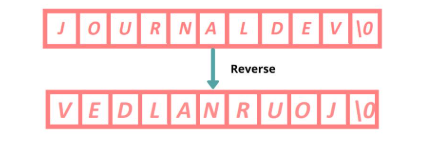 J O U R N A L D E V \0
Reverse
V E D L A N R U O J \0